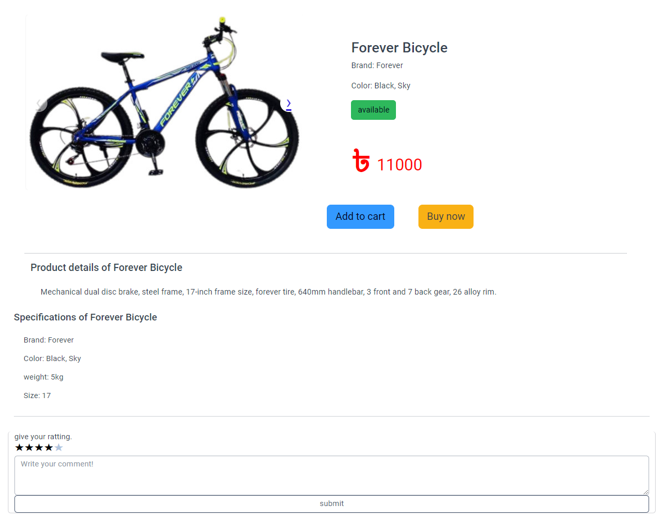 FOREVER
Forever Bicycle
Brand: Forever
Color: Black, Sky
available
৳ 11000
Add to cart
Buy now
Product details of Forever Bicycle
Mechanical dual disc brake, steel frame, 17-inch frame size, forever tire, 640mm handlebar, 3 front and 7 back gear, 26 alloy rim.
Specifications of Forever Bicycle
Brand: Forever
Color: Black, Sky
weight: 5kg
Size: 17
give your ratting.
Write your comment!
submit